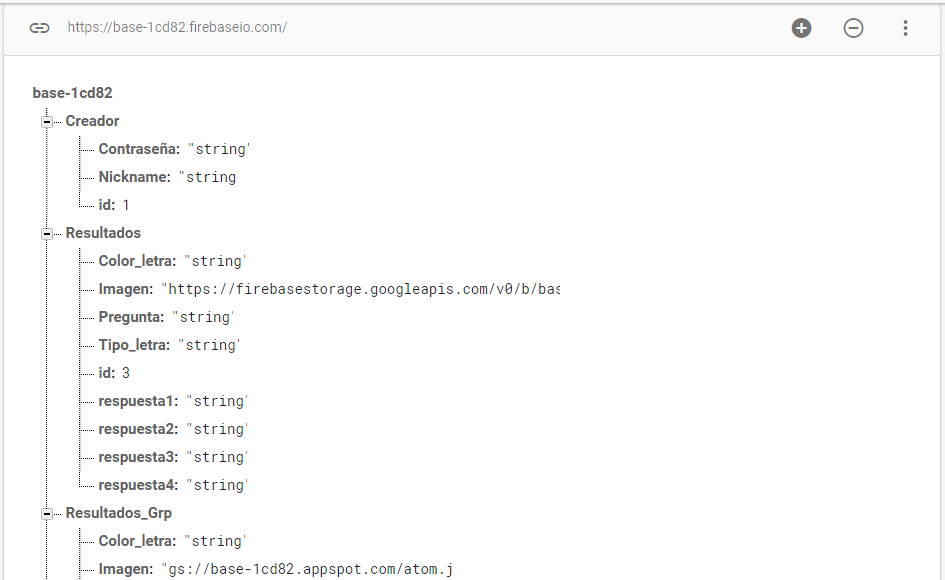 https://base-1cd82.firebaseio.com/
base-1cd82
Creador
Contraseña: "string'
Nickname: "string
id: 1
Resultados
Color_letra: "string'
Imagen: "https://firebasestorage.googleapis.com/v0/b/bas
Pregunta: "string'
Tipo_letra: "string'
id: 3
respuesta1: "string'
respuesta2: "string'
respuesta3: "string'
respuesta4: "string'
Resultados_Grp
Color_letra: "string'
Imagen: "gs://base-1cd82.appspot.com/atom.j